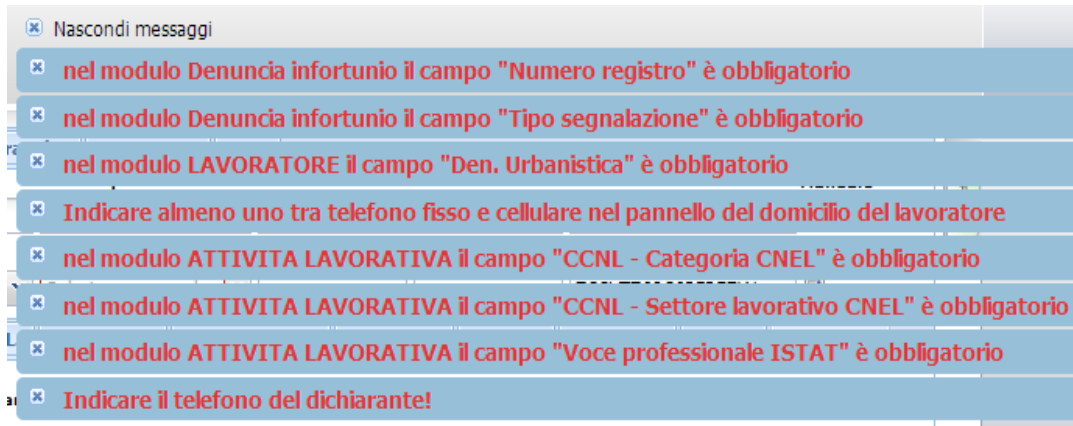 Nascondi messaggi
nel modulo Denuncia infortunio il campo "Numero registro" è obbligatorio
nel modulo Denuncia infortunio il campo "Tipo segnalazione" è obbligatorio
nel modulo LAVORATORE il campo "Den. Urbanistica" è obbligatorio
Indicare almeno uno tra telefono fisso e cellulare nel pannello del domicilio del lavoratore
nel modulo ATTIVITA LAVORATIVA il campo "CCNL - Categoria CNEL" è obbligatorio
nel modulo ATTIVITA LAVORATIVA il campo "CCNL - Settore lavorativo CNEL" è obbligatorio
nel modulo ATTIVITA LAVORATIVA il campo "Voce professionale ISTAT" è obbligatorio
Indicare il telefono del dichiarante!